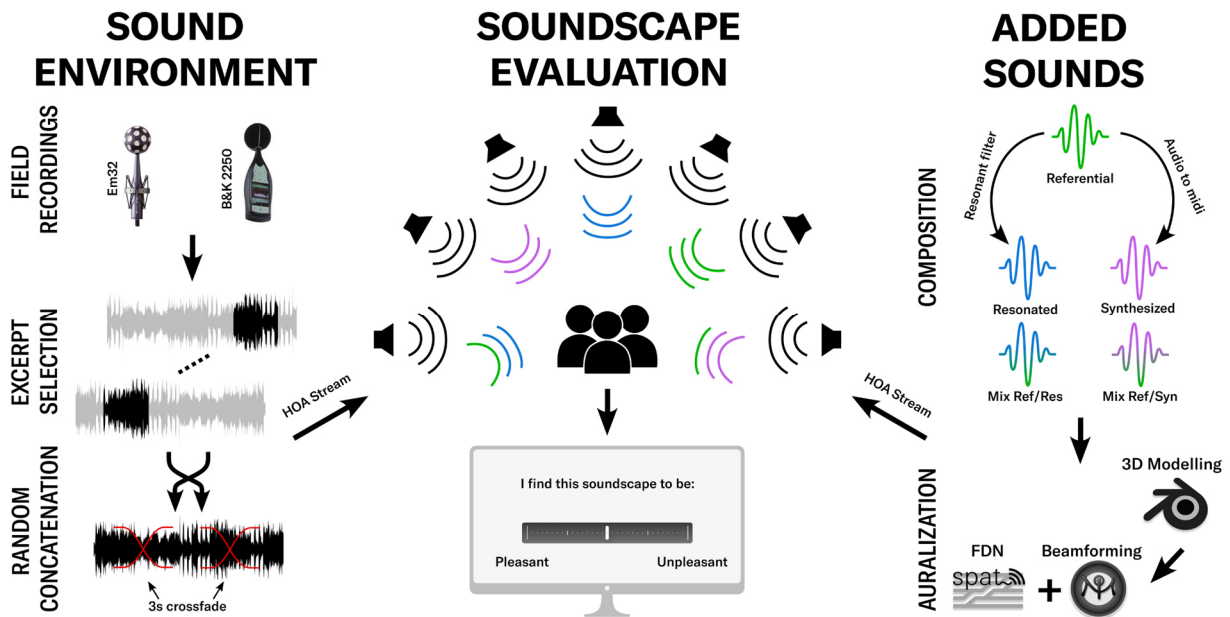 SOUND
ENVIRONMENT
FIELD
RECORDINGS
Em32
B&K 2250
EXCERPT
SELECTION
RANDOM
CONCATENATION
3s crossfade
HOA Stream
SOUNDSCAPE
EVALUATION
I find this soundscape to be:
Pleasant
Unpleasant
HOA Stream
ADDED
SOUNDS
COMPOSITION
Resonant filter
Referential
Audio to midi
Resonated
Synthesized
Mix Ref/Res
Mix Ref/Syn
AURALIZATION
3D Modelling
FDN
spat
Beamforming